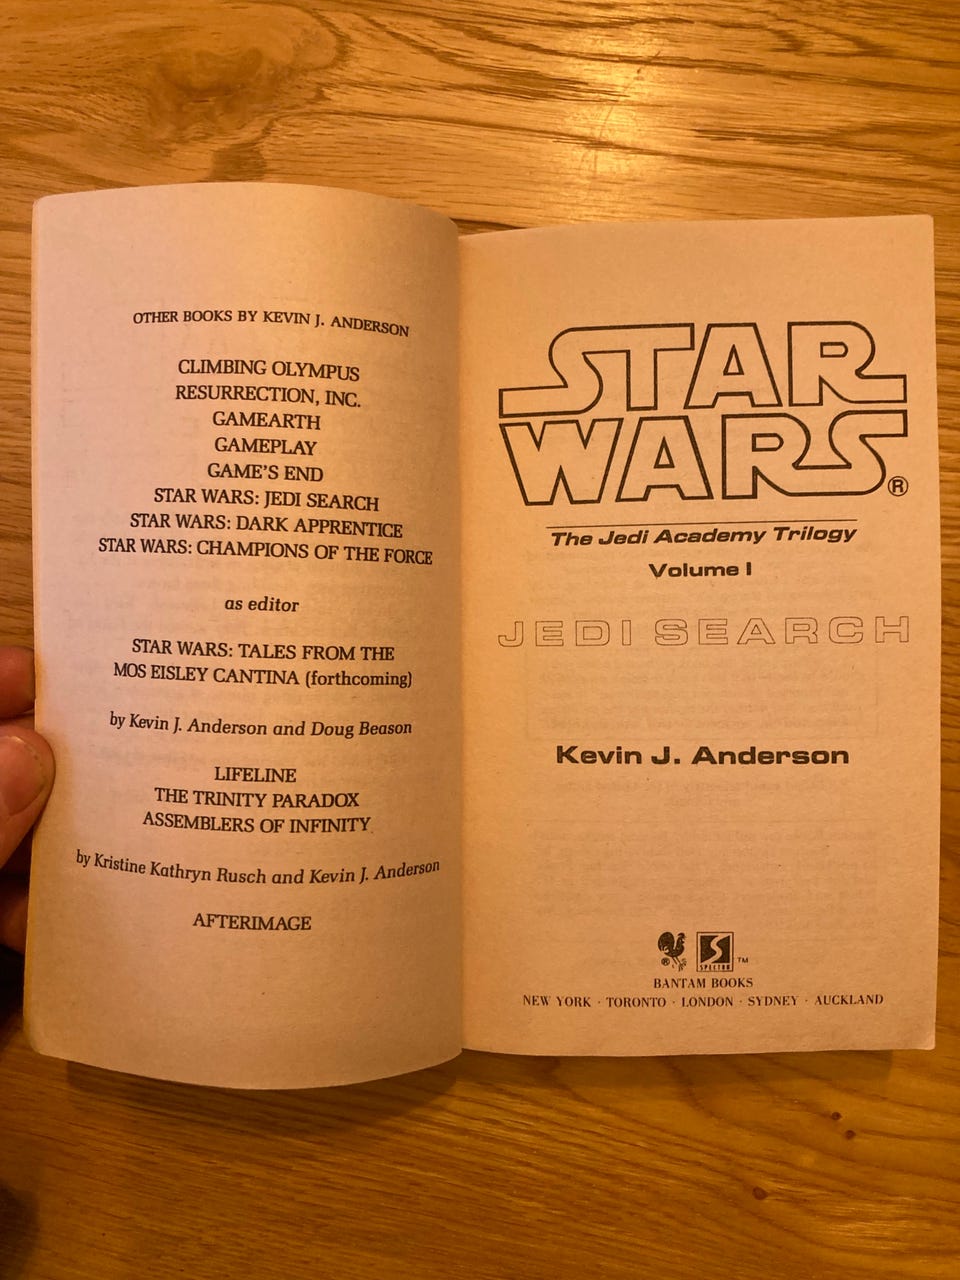 OTHER BOOKS BY KEVIN J. ANDERSON
CLIMBING OLYMPUS
RESURRECTION, INC.
GAMEARTH
GAMEPLAY
GAME'S END
STAR WARS: JEDI SEARCH
STAR WARS: DARK APPRENTICE
STAR WARS: CHAMPIONS OF THE FORCE
as editor
STAR WARS: TALES FROM THE
MOS EISLEY CANTINA (forthcoming)
by Kevin J. Anderson and Doug Beason
LIFELINE
THE TRINITY PARADOX
ASSEMBLERS OF INFINITY
by Kristine Kathryn Rusch and Kevin J. Anderson
AFTERIMAGE
STAR
WARS®
The Jedi Academy Trilogy
Volume I
JEDI SEARCH
Kevin J. Anderson
® S SPECTRA ™
BANTAM BOOKS
NEW YORK · TORONTO · LONDON · SYDNEY · AUCKLAND